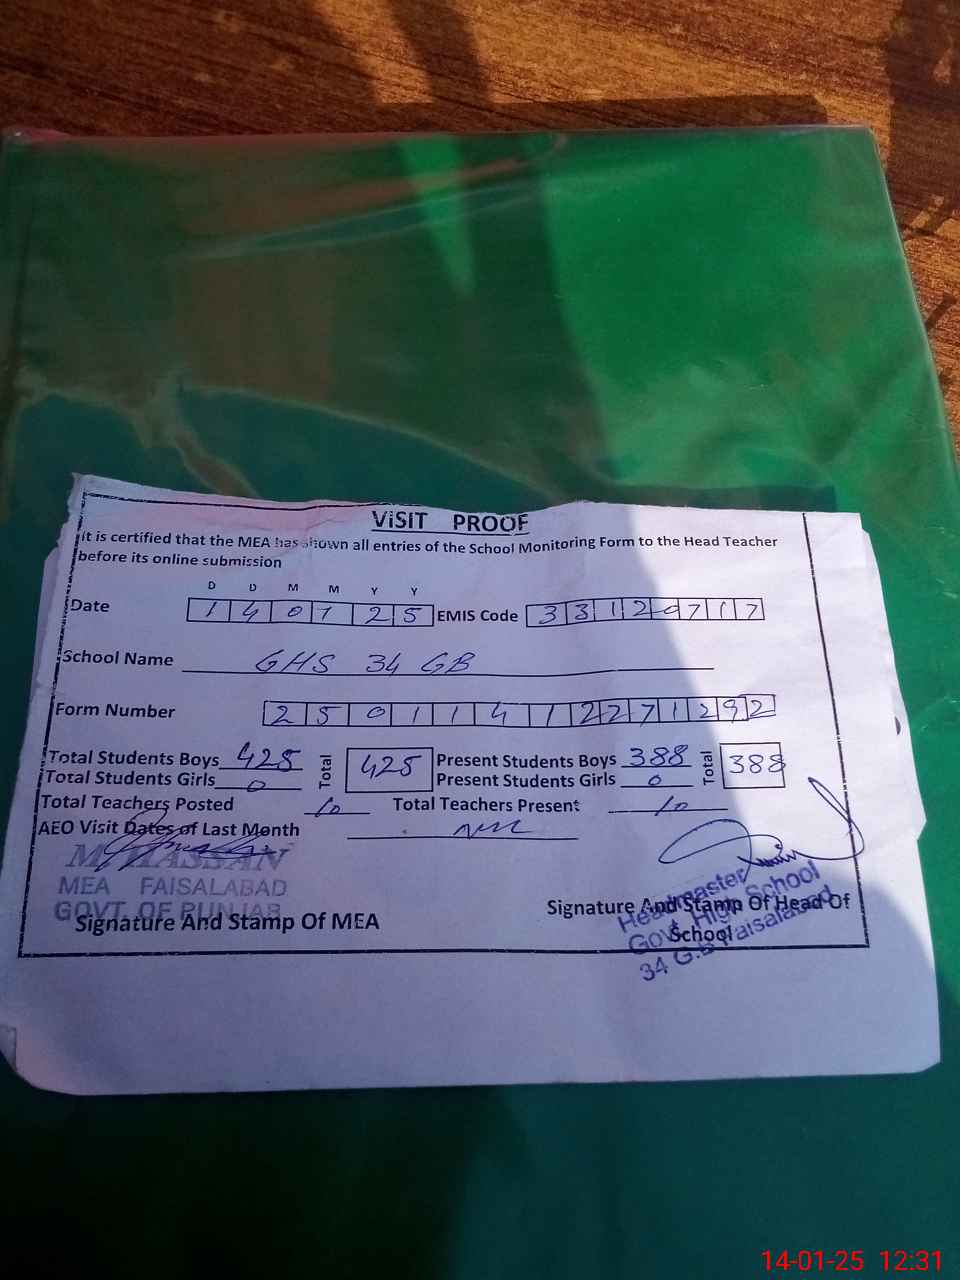 VISIT PROOF
it is certified that the MEA has shown all entries of the School Monitoring Form to the Head Teacher
before its online submission
D D M M Y Y
Date 1 4 0 1 2 5 EMIS Code 3 3 1 2 0 7 1 7
School Name GHS 34 GB
Form Number 2 5 0 1 1 4 1 2 2 7 1 2 9 2
Total Students Boys 425 Total 425 Present Students Boys 388 Total 388
Total Students Girls 0 Present Students Girls 0
Total Teachers Posted 10 Total Teachers Present 10
AEO Visit Dates of Last Month Nil
M HASSAN
MEA FAISALABAD
GOVT. OF PUNJAB
Signature And Stamp Of MEA
Signature And Stamp Of Head Of
School
Headmaster
Govt. High School
34 G.B Faisalabad
14-01-25 12:31